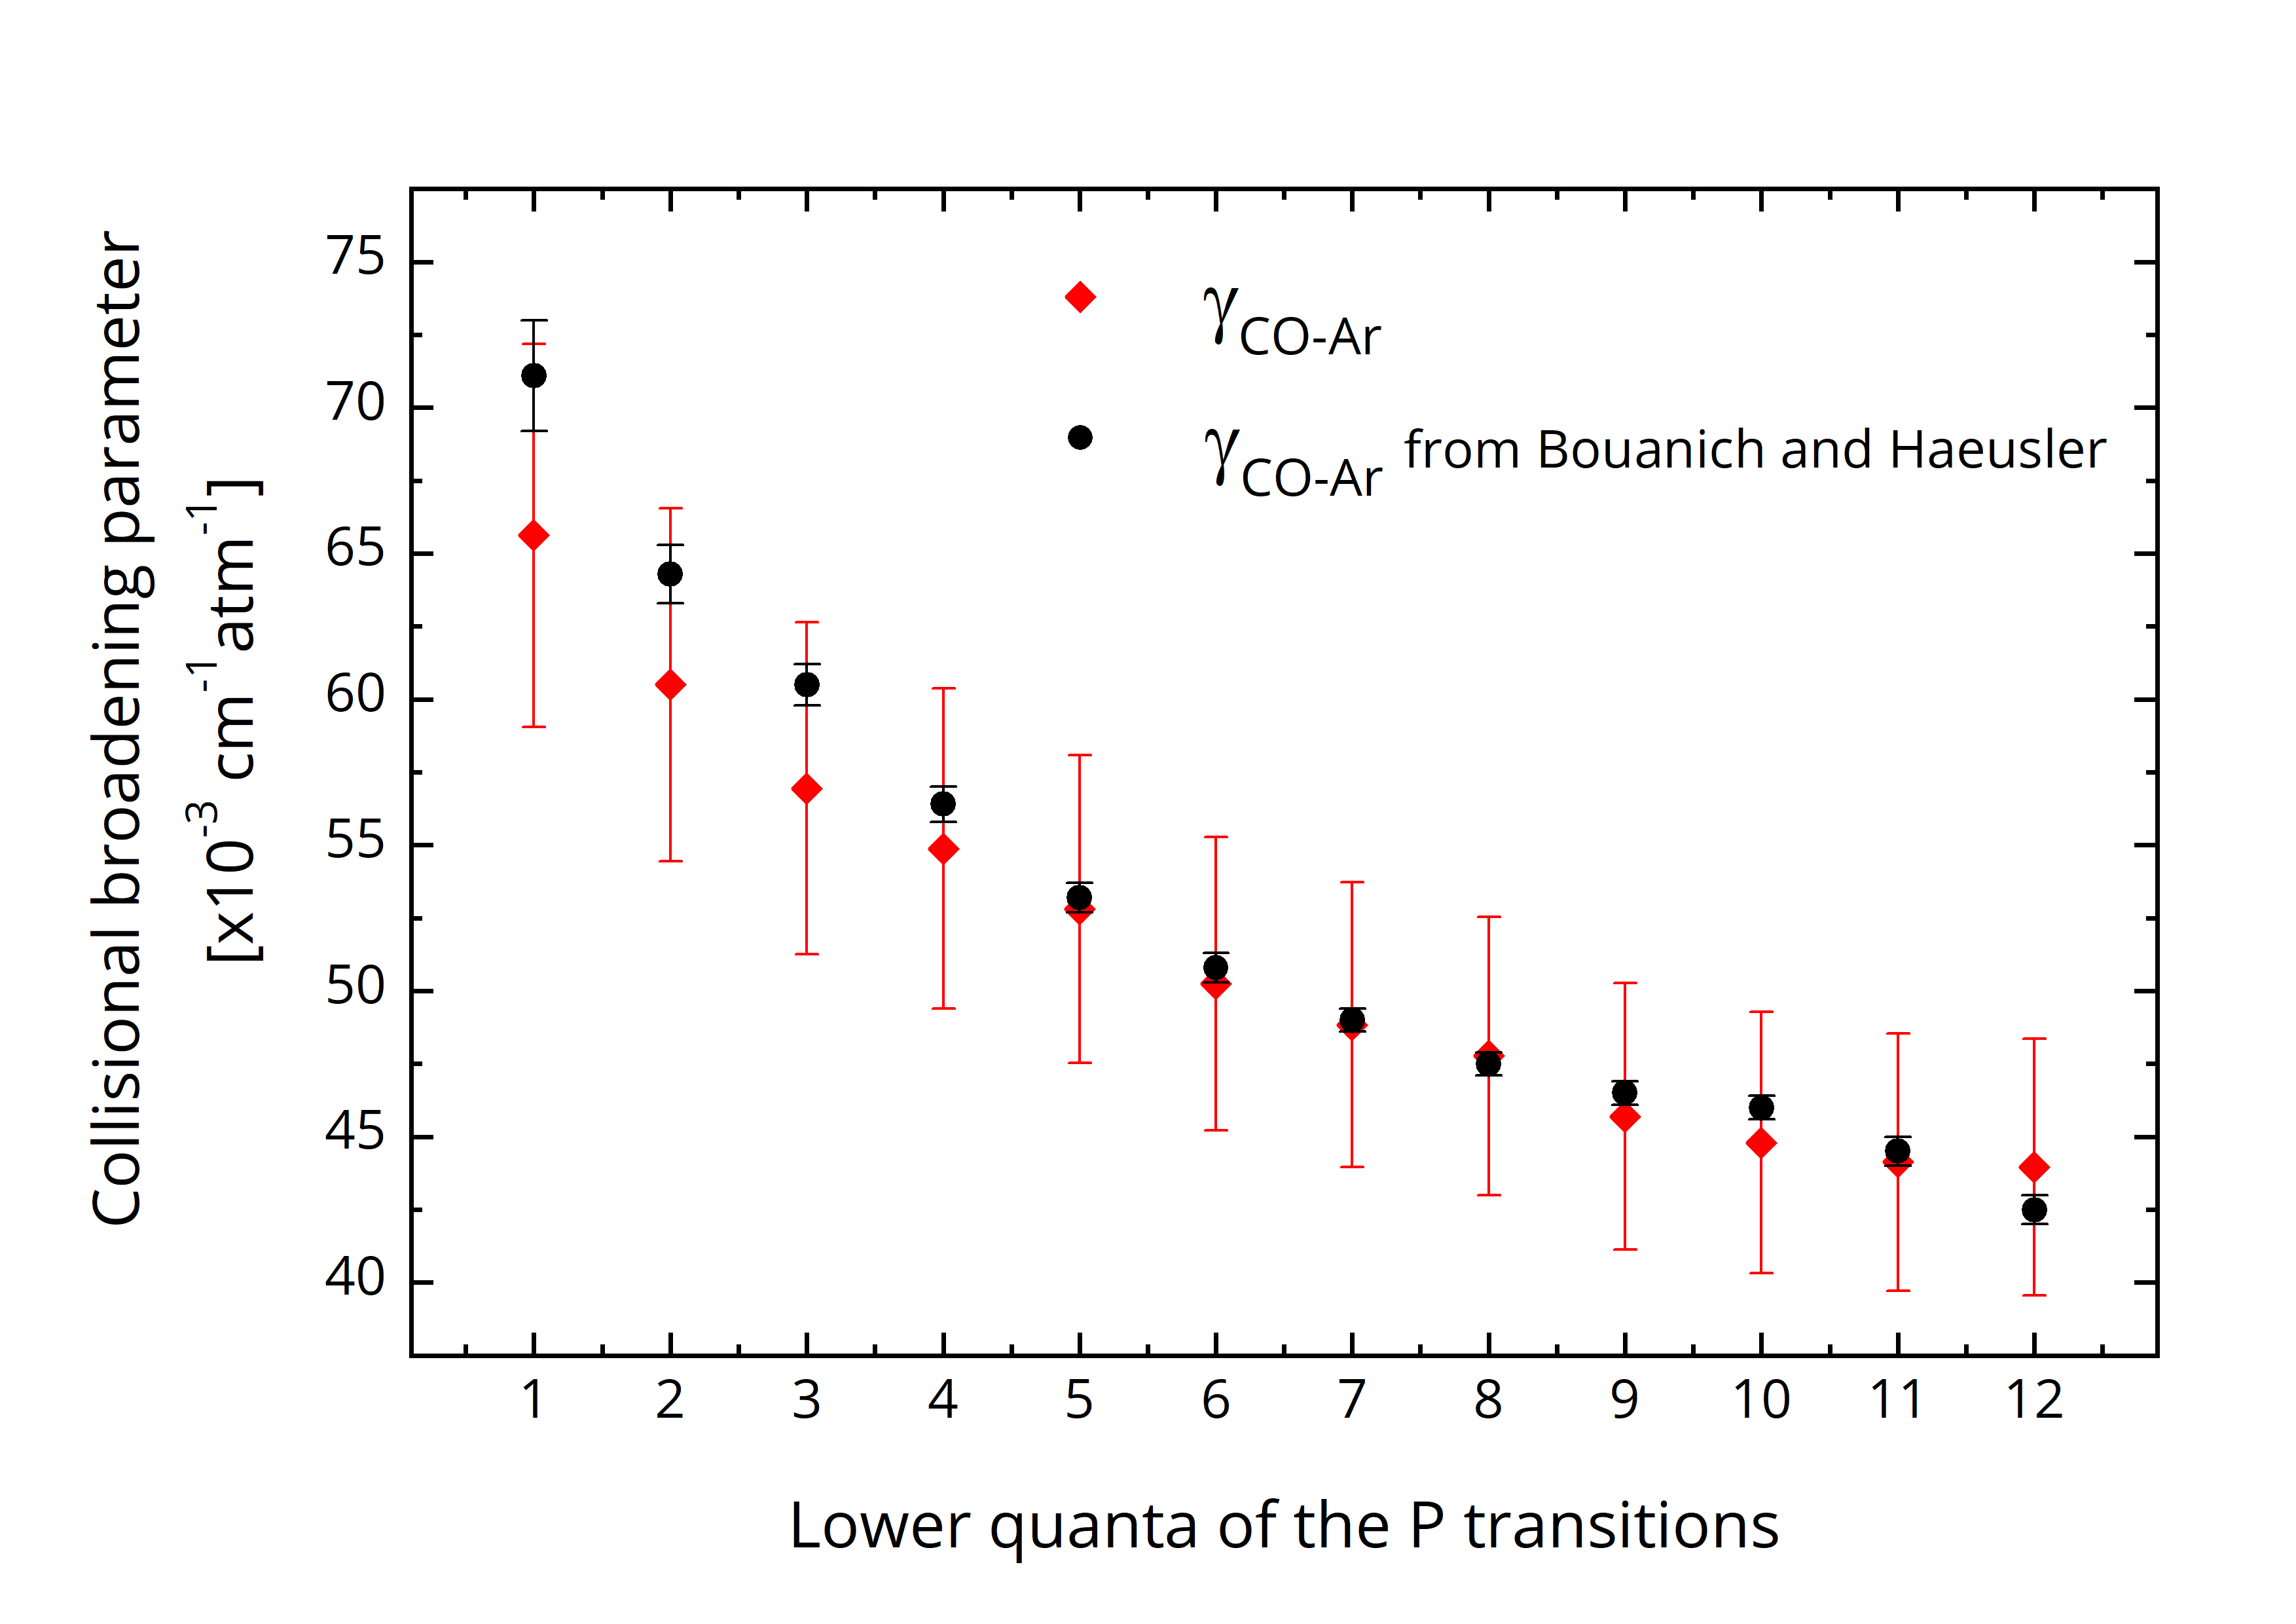 Collisional broadening parameter
[x10⁻³ cm⁻¹atm⁻¹]
75
70
65
60
55
50
45
40
γCO-Ar
γCO-Ar from Bouanich and Haeusler
1 2 3 4 5 6 7 8 9 10 11 12
Lower quanta of the P transitions